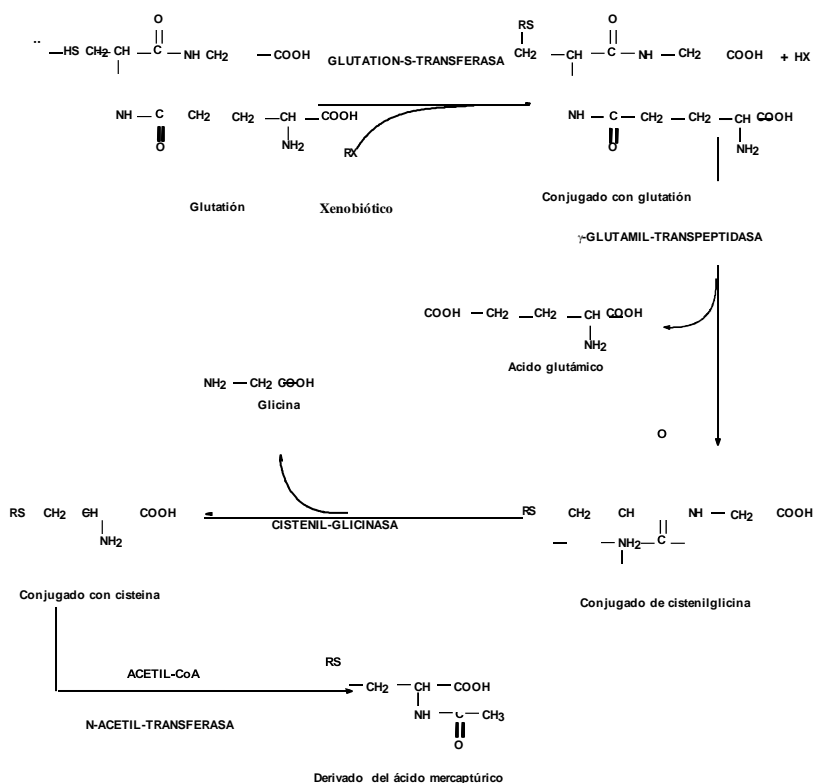 O
O
RS
.. HS CH2 CH C NH CH2 COOH
GLUTATION-S-TRANSFERASA
CH2 CH C NH CH2 COOH + HX
NH C CH2 CH2 CH COOH
NH C CH2 CH2 CH COOH
O NH2 RX
O NH2
Glutatión Xenobiótico
Conjugado con glutatión
γ-GLUTAMIL-TRANSPEPTIDASA
COOH CH2 CH2 CH COOH
NH2
Acido glutámico
NH2 CH2 COOH
Glicina
O
RS CH2 CH COOH
NH2
CISTENIL-GLICINASA
RS CH2 CH NH CH2 COOH
NH2 C
Conjugado con cisteina
Conjugado de cistenilglicina
RS
ACETIL-CoA
CH2 CH COOH
N-ACETIL-TRANSFERASA
NH C CH3
O
Derivado del ácido mercaptúrico